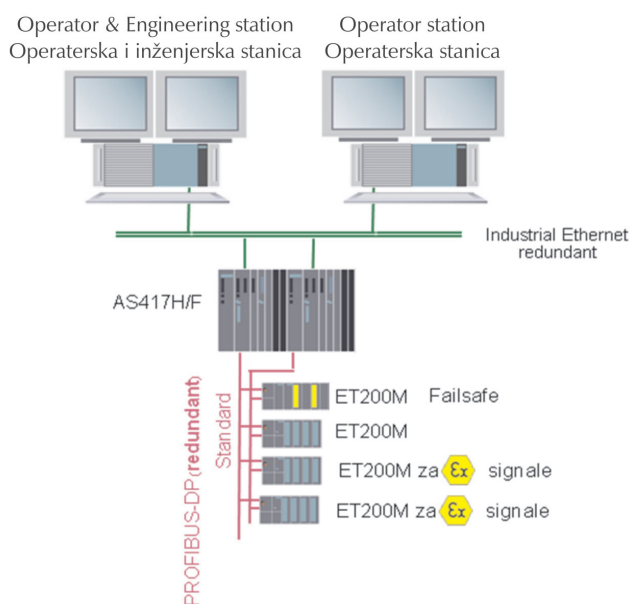 Operator & Engineering station
Operaterska i inženjerska stanica
Operator station
Operaterska stanica
Industrial Ethernet
redundant
AS417H/F
PROFIBUS-DP(redundant)
Standard
ET200M Failsafe
ET200M
ET200M za Ex signale
ET200M za Ex signale